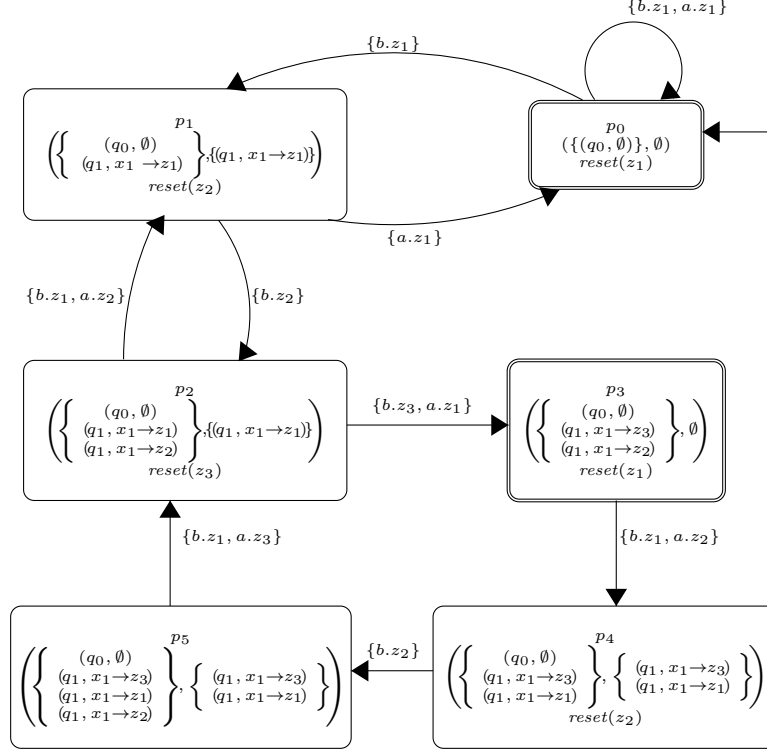 {b.z₁, a.z₁}
{b.z₁}
p₁
({(q₀, ∅)
(q₁, x₁ →z₁)},{(q₁, x₁→z₁)})
reset(z₂)
p₀
({(q₀, ∅)}, ∅)
reset(z₁)
{a.z₁}
{b.z₁, a.z₂}
{b.z₂}
p₂
({(q₀, ∅)
(q₁, x₁→z₁)
(q₁, x₁→z₂)},{(q₁, x₁→z₁)})
reset(z₃)
{b.z₃, a.z₁}
p₃
({(q₀, ∅)
(q₁, x₁→z₃)
(q₁, x₁→z₂)}, ∅)
reset(z₁)
{b.z₁, a.z₃}
{b.z₁, a.z₂}
p₅
({(q₀, ∅)
(q₁, x₁→z₃)
(q₁, x₁→z₁)
(q₁, x₁→z₂)}, {(q₁, x₁→z₃)
(q₁, x₁→z₁)})
{b.z₂}
p₄
({(q₀, ∅)
(q₁, x₁→z₃)
(q₁, x₁→z₁)}, {(q₁, x₁→z₃)
(q₁, x₁→z₁)})
reset(z₂)